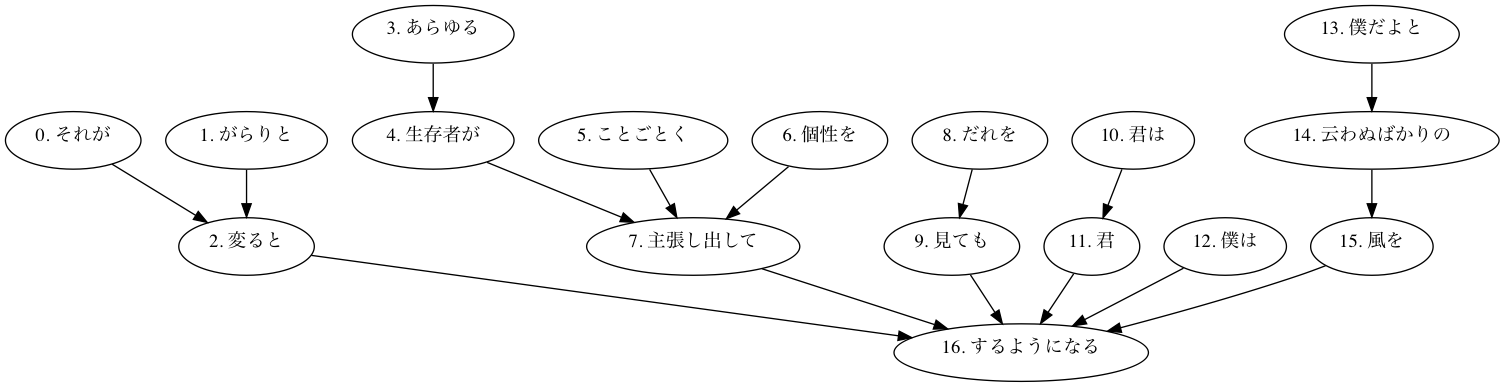 3. あらゆる
13. 僕だよと
0. それが
1. がらりと
4. 生存者が
5. ことごとく
6. 個性を
8. だれを
10. 君は
14. 云わぬばかりの
2. 変ると
7. 主張し出して
9. 見ても
11. 君
12. 僕は
15. 風を
16. するようになる